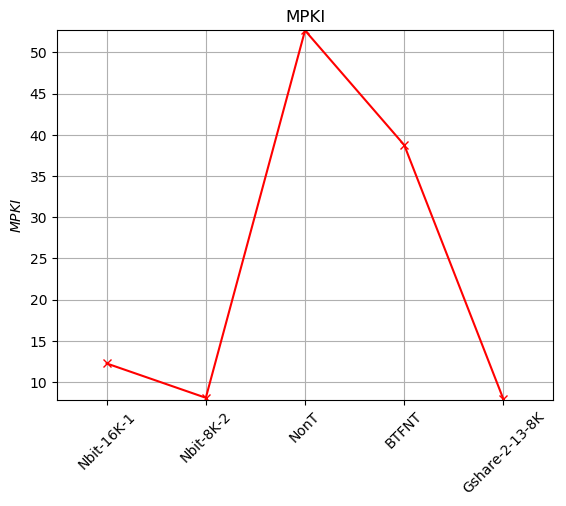 MPKI
MPKI
50
45
40
35
30
25
20
15
10
Nbit-16K-1
Nbit-8K-2
NonT
BTFNT
Gshare-2-13-8K